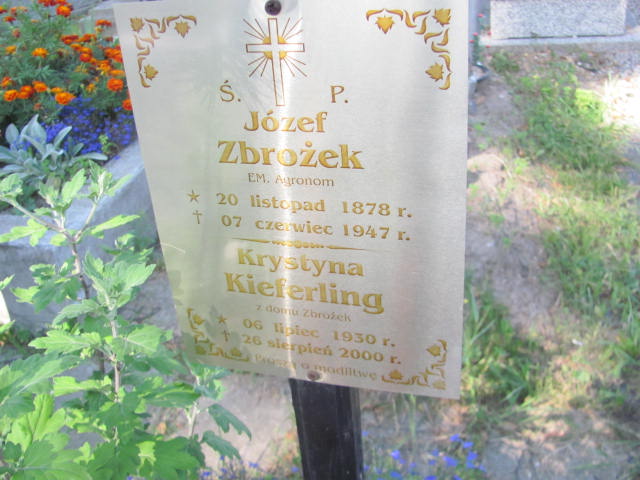 Ś. P.
Józef
Zbrożek
EM. Agronom
20 listopad 1878 r.
† 07 czerwiec 1947 r.
Krystyna
Kieferling
z domu Zbrożek
06 lipiec 1930 r.
† 26 sierpień 2000 r.
Proszą o modlitwę